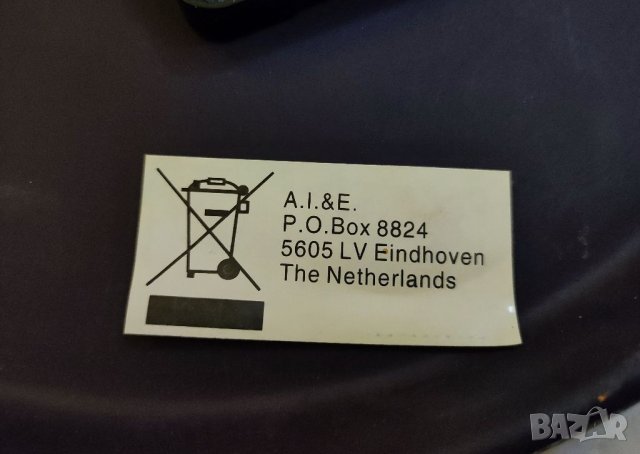 A.I.&E.
P.O.Box 8824
5605 LV Eindhoven
The Netherlands
BAZAR